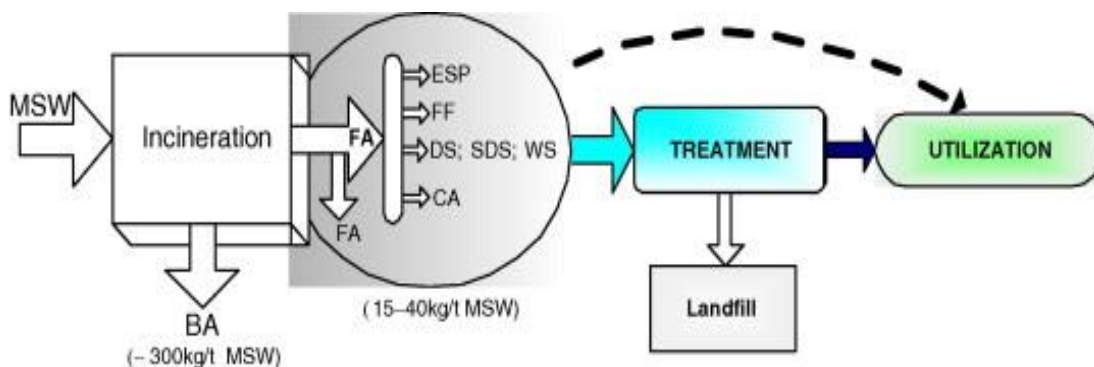 MSW
Incineration
BA
(– 300kg/t MSW)
FA
FA
ESP
FF
DS; SDS; WS
CA
(15–40kg/t MSW)
TREATMENT
Landfill
UTILIZATION